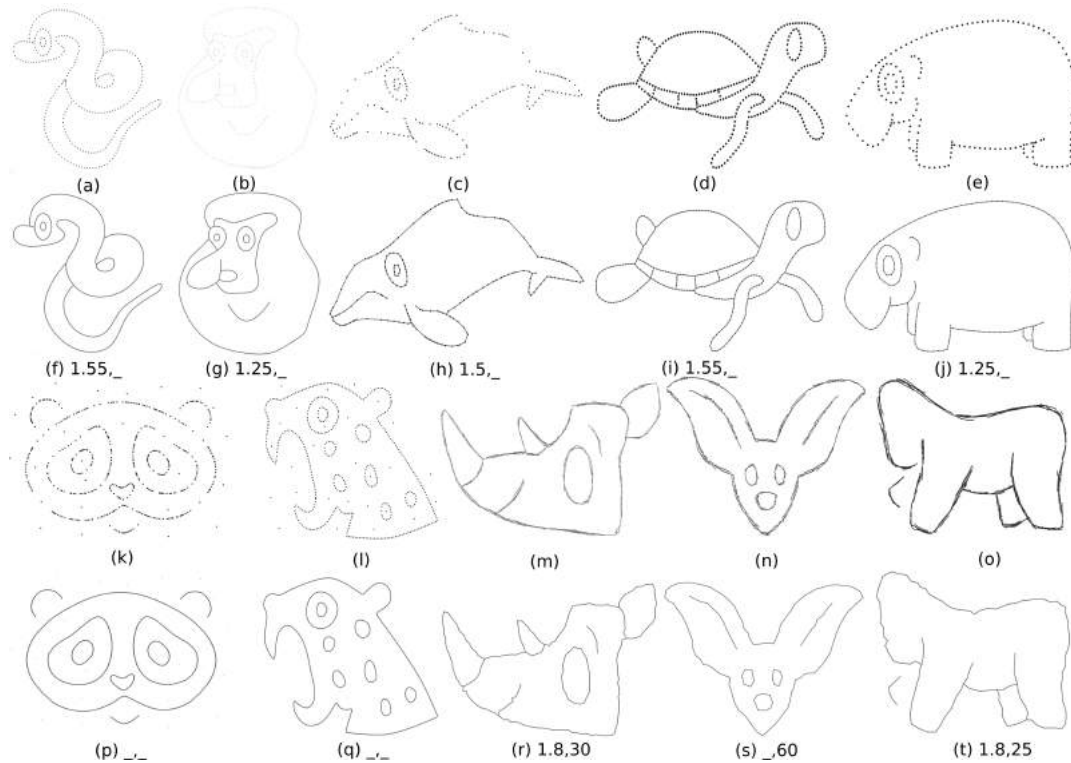 (a) (b) (c) (d) (e)
(f) 1.55,_ (g) 1.25,_ (h) 1.5,_ (i) 1.55,_ (j) 1.25,_
(k) (l) (m) (n) (o)
(p) _,_ (q) _,_ (r) 1.8,30 (s) _,60 (t) 1.8,25